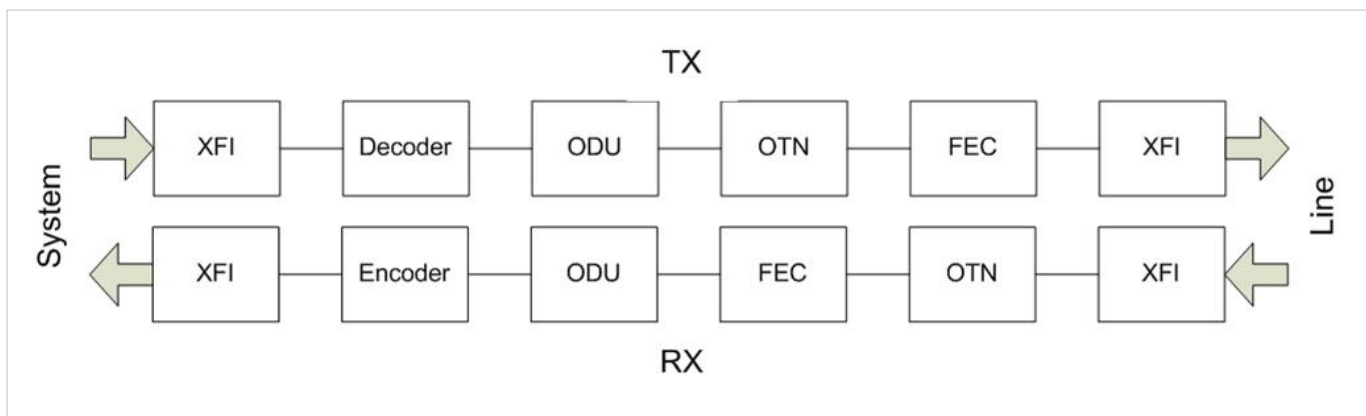 TX
XFI
Decoder
ODU
OTN
FEC
XFI
System
Line
XFI
Encoder
ODU
FEC
OTN
XFI
RX